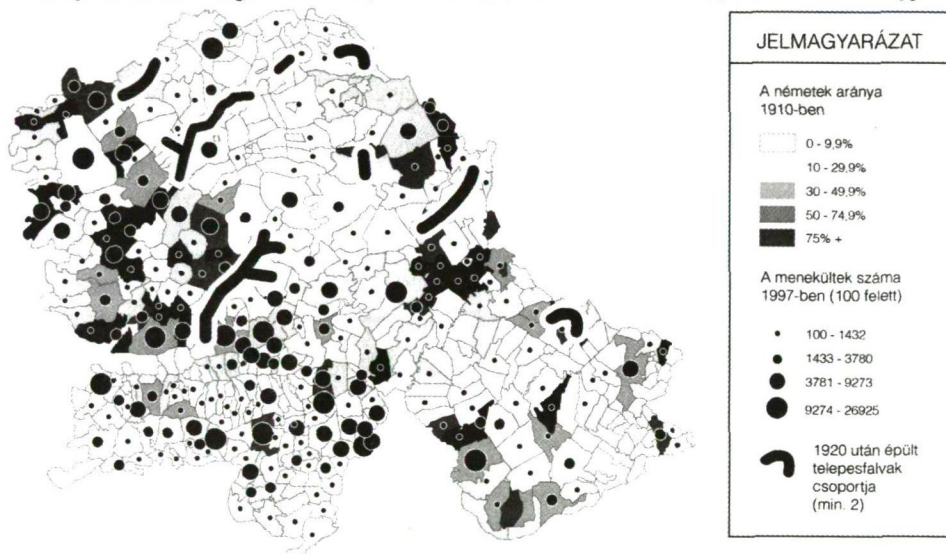 JELMAGYARÁZAT
A németek aránya
1910-ben
0 - 9,9%
10 - 29,9%
30 - 49,9%
50 - 74,9%
75% +
A menekültek száma
1997-ben (100 felett)
100 - 1432
1433 - 3780
3781 - 9273
9274 - 26925
1920 után épült
telepesfalvak
csoportja
(min. 2)